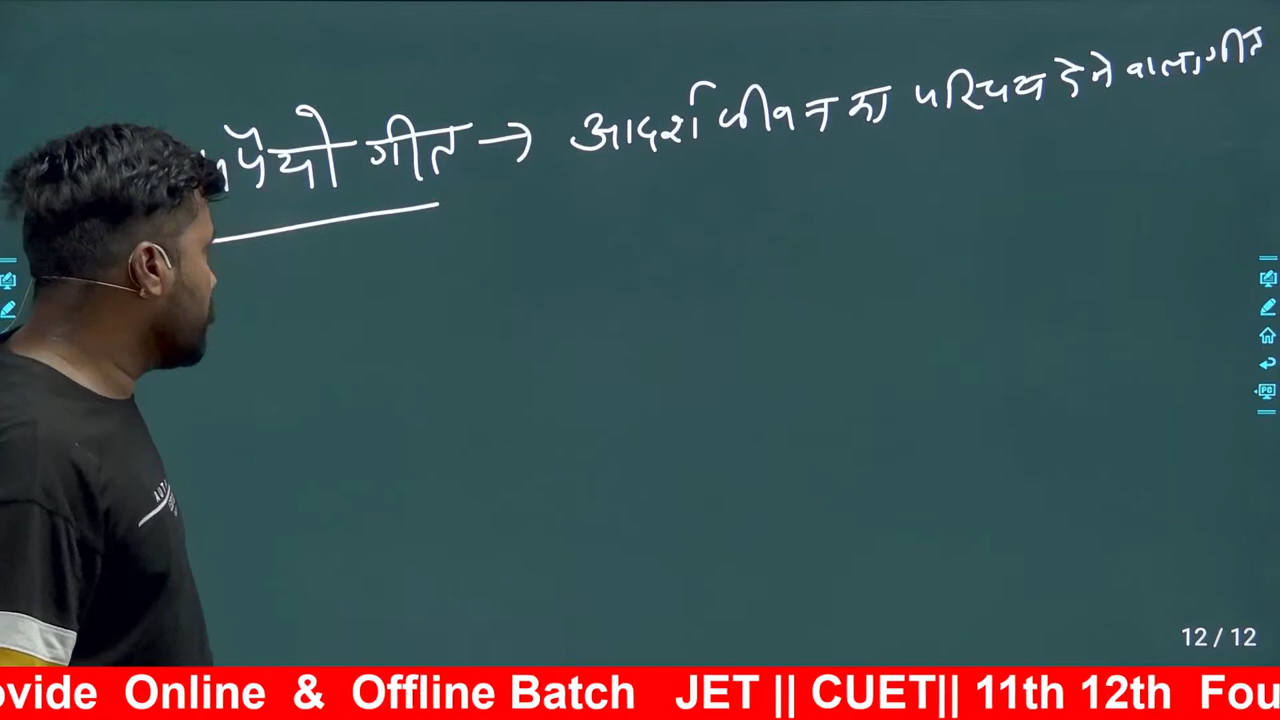 गीत → आदर्श जीवन का परिचय देने वाला गीत
12 / 12
ovide Online & Offline Batch JET || CUET|| 11th 12th Fou